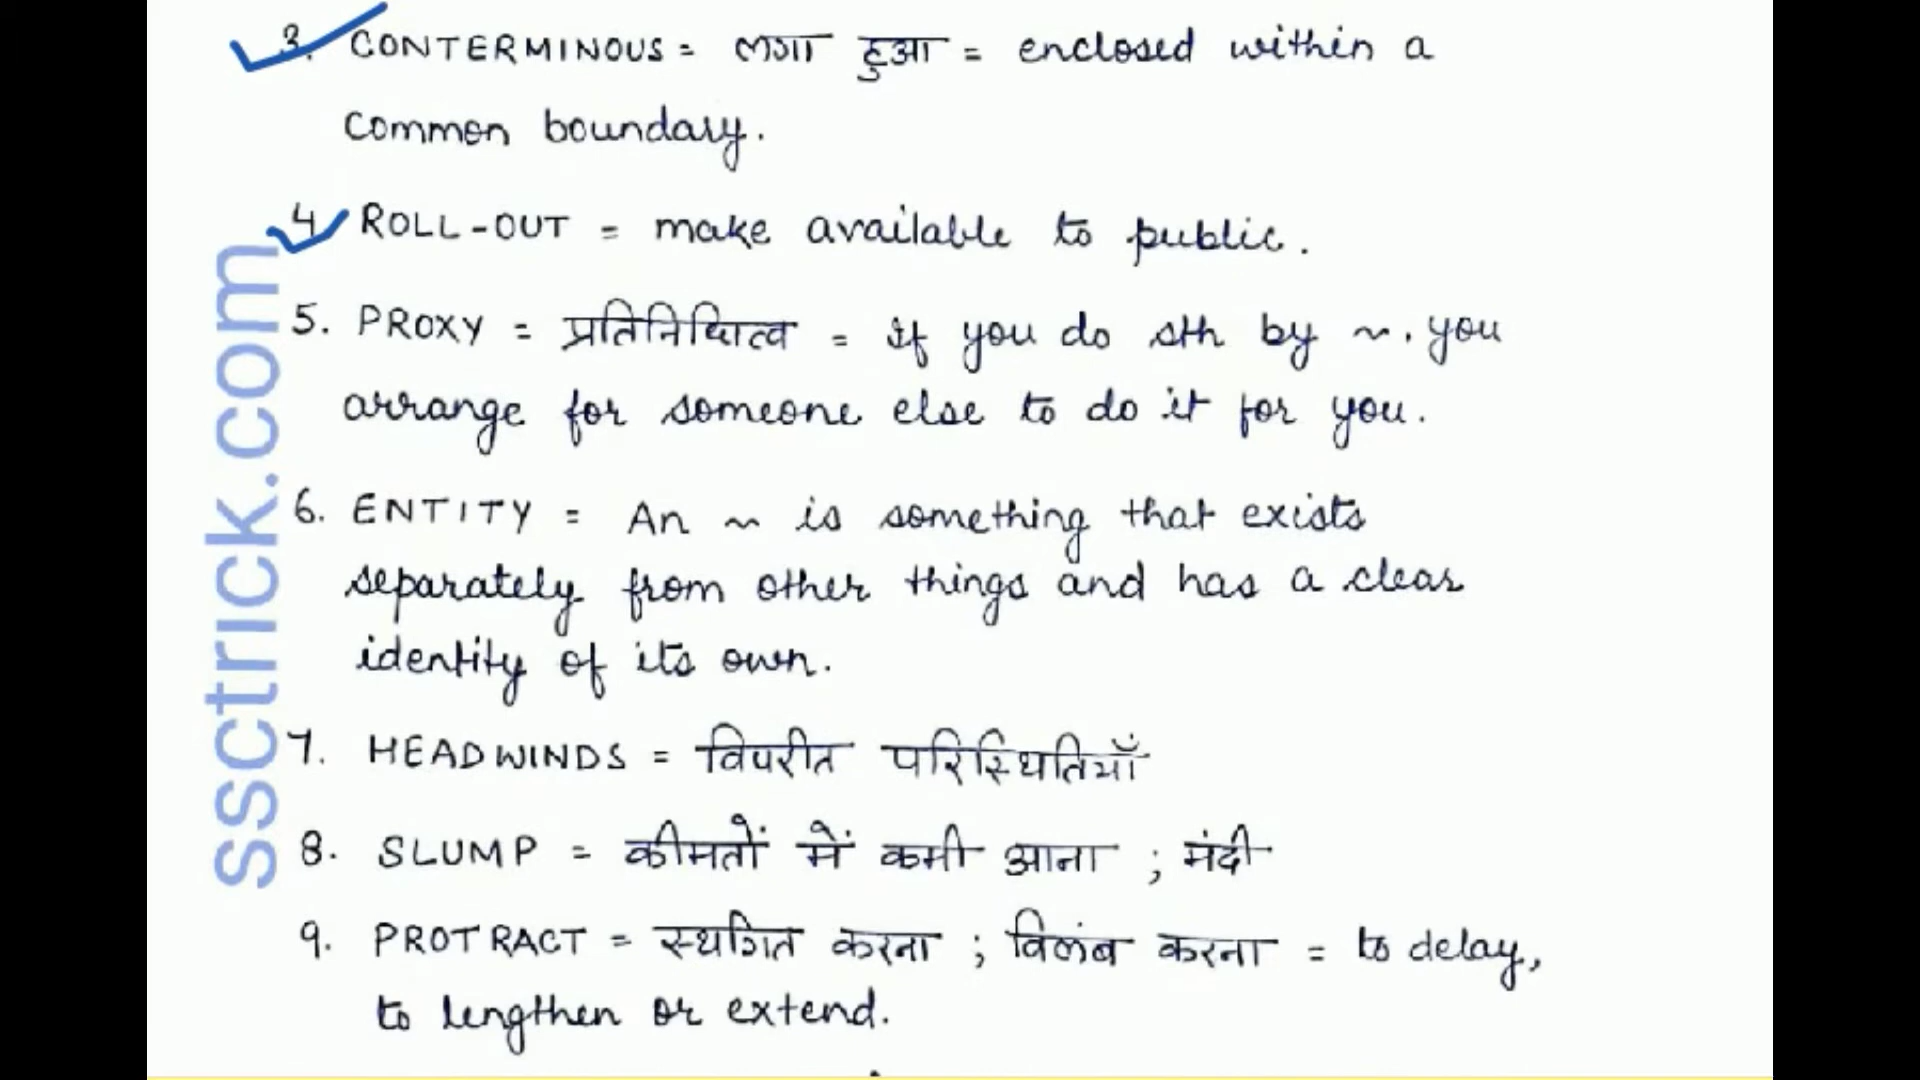 3. CONTERMINOUS = लगा हुआ = enclosed within a
common boundary.
4 ROLL-OUT = make available to public.
5. PROXY = प्रतिनिधित्व = if you do sth by ~, you
arrange for someone else to do it for you.
6. ENTITY = An ~ is something that exists
separately from other things and has a clear
identity of its own.
7. HEADWINDS = विपरीत परिस्थितियाँ
8. SLUMP = कीमतों में कमी आना ; मंदी
9. PROTRACT = स्थगित करना ; विलंब करना = to delay,
to lengthen or extend.
ssctrick.com